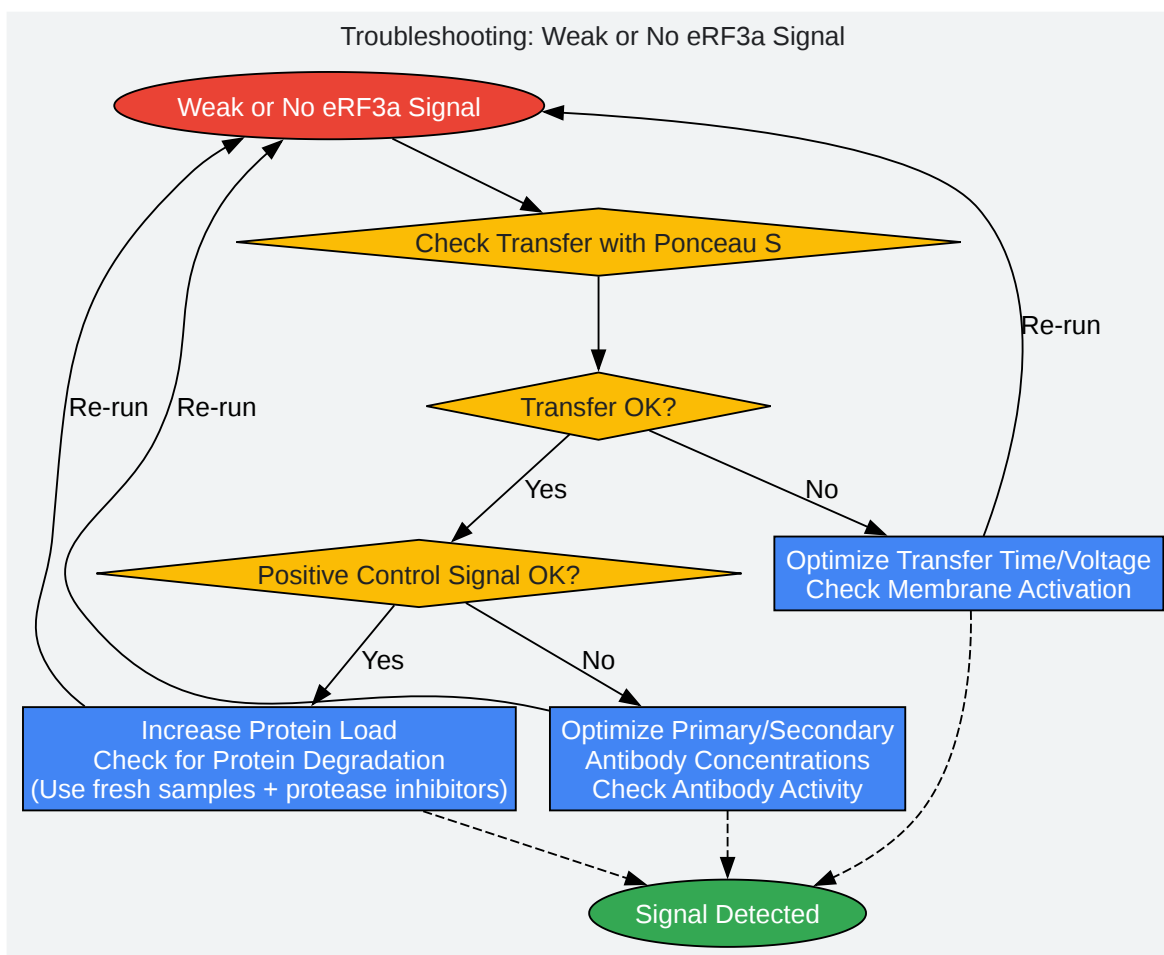 Troubleshooting: Weak or No eRF3a Signal
Weak or No eRF3a Signal
Check Transfer with Ponceau S
Re-run
Transfer OK?
Re-run
Re-run
Yes
No
Positive Control Signal OK?
Optimize Transfer Time/Voltage
Check Membrane Activation
Yes
No
Increase Protein Load
Check for Protein Degradation
(Use fresh samples + protease inhibitors)
Optimize Primary/Secondary
Antibody Concentrations
Check Antibody Activity
Signal Detected